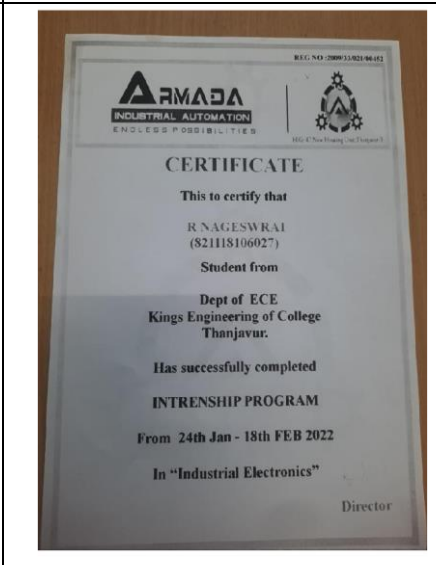 REG NO :2009/33/021/00452
ARMADA
INDUSTRIAL AUTOMATION
ENDLESS POSSIBILITIES
CERTIFICATE
This to certify that
R NAGESWRAI
(821118106027)
Student from
Dept of ECE
Kings Engineering of College
Thanjavur.
Has successfully completed
INTRENSHIP PROGRAM
From 24th Jan - 18th FEB 2022
In “Industrial Electronics”
Director